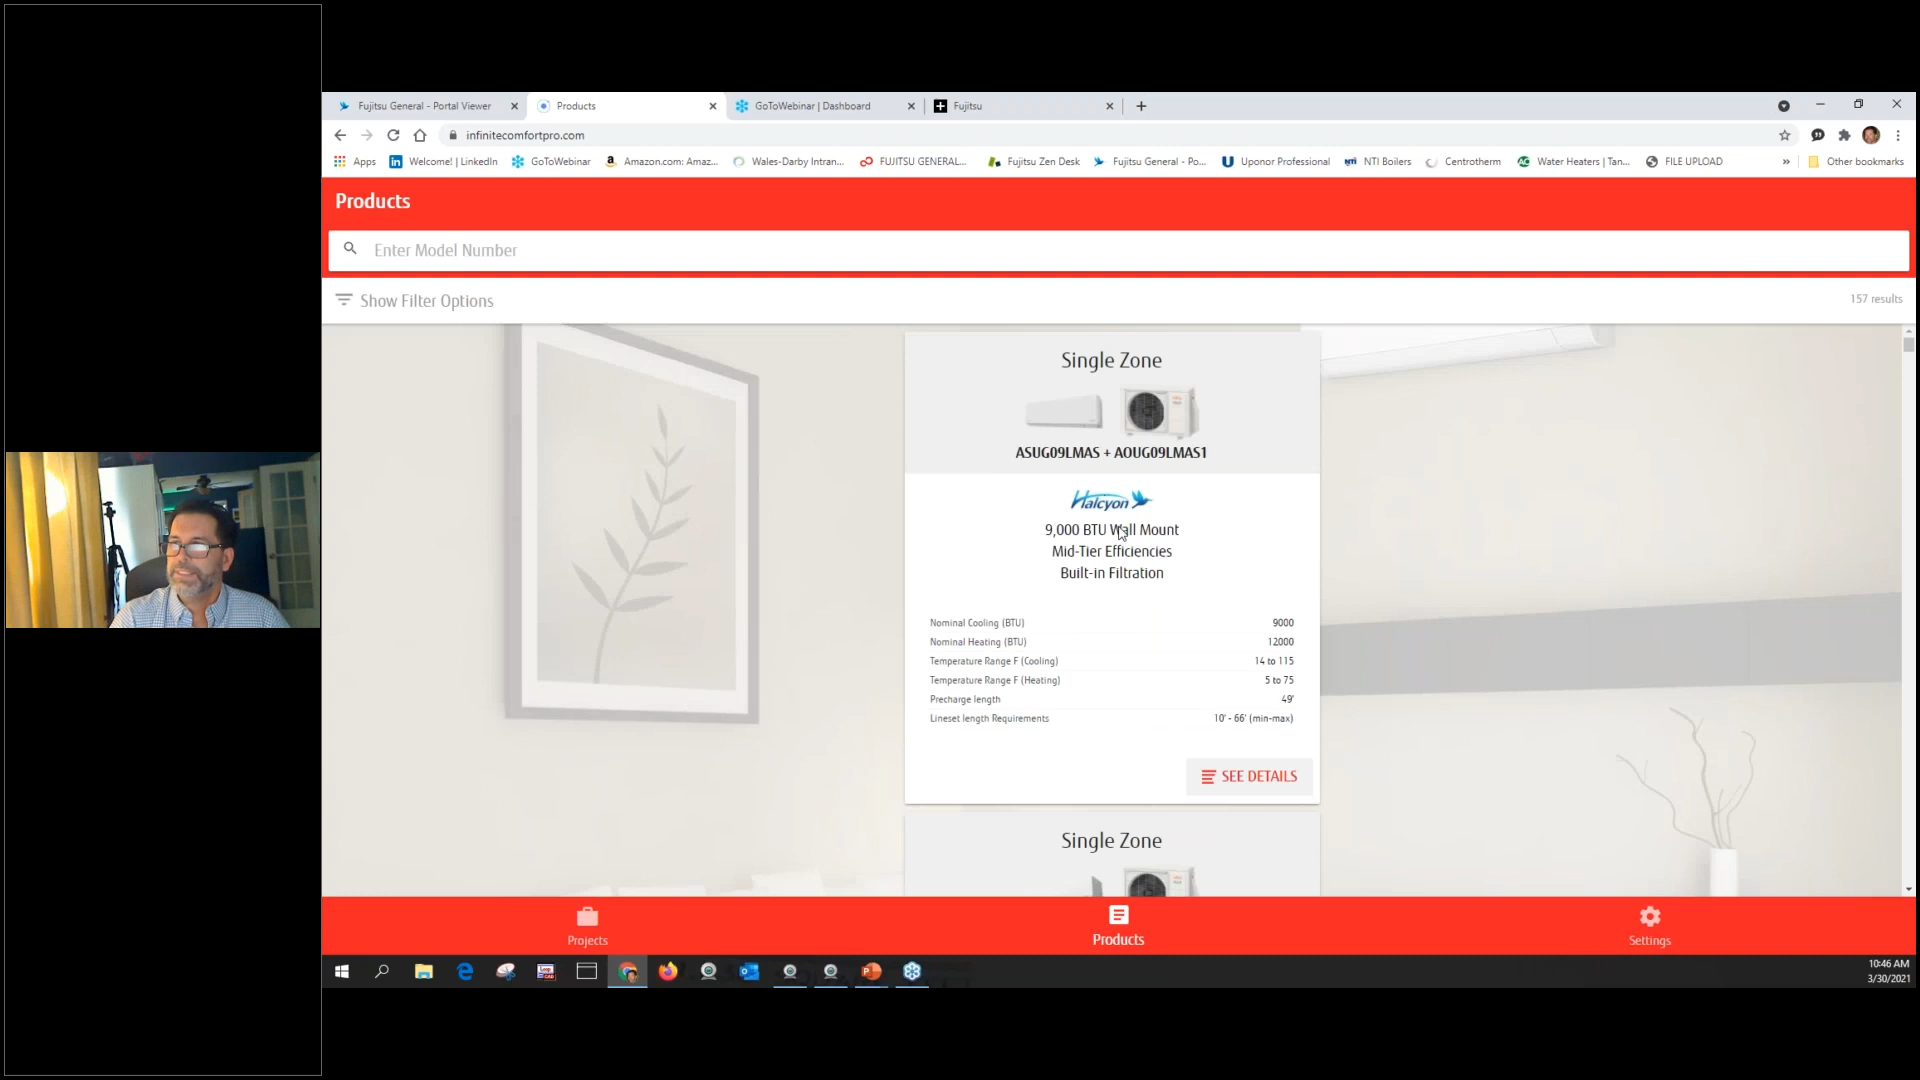 Fujitsu General - Portal Viewer
Products
GoToWebinar | Dashboard
Fujitsu
infinitecomfortpro.com
Apps
Welcome! | LinkedIn
GoToWebinar
Amazon.com: Amaz...
Wales-Darby Intran...
FUJITSU GENERAL...
Fujitsu Zen Desk
Fujitsu General - Po...
Uponor Professional
NTI Boilers
Centrotherm
Water Heaters | Tan...
FILE UPLOAD
» Other bookmarks
Products
Enter Model Number
Show Filter Options
157 results
Single Zone
ASUG09LMAS + AOUG09LMAS1
Halcyon
9,000 BTU Wall Mount
Mid-Tier Efficiencies
Built-in Filtration
Nominal Cooling (BTU) 9000
Nominal Heating (BTU) 12000
Temperature Range F (Cooling) 14 to 115
Temperature Range F (Heating) 5 to 75
Precharge length 49'
Lineset length Requirements 10' - 66' (min-max)
SEE DETAILS
Single Zone
Projects
Products
Settings
10:46 AM
3/30/2021